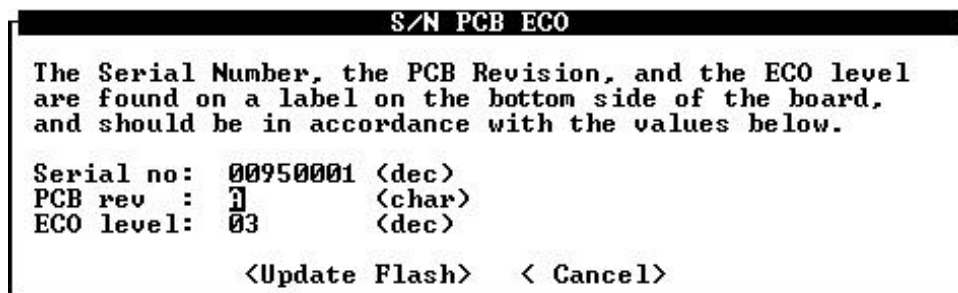 S/N PCB ECO
The Serial Number, the PCB Revision, and the ECO level
are found on a label on the bottom side of the board,
and should be in accordance with the values below.
Serial no: 00950001 (dec)
PCB rev : (char)
ECO level: 03 (dec)
<Update Flash> < Cancel>